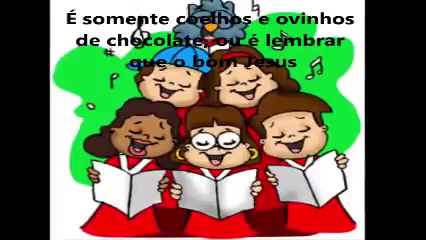 É somente coelhos e ovinhos
de chocolate, ou é lembrar
que o bom Jesus